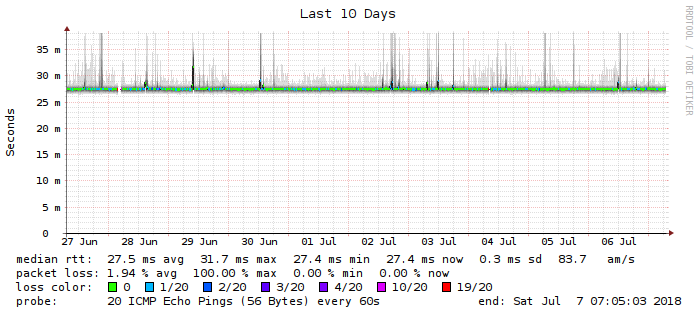 Last 10 Days
RRDTOOL / TOBI OETIKER
Seconds
35 m
30 m
25 m
20 m
15 m
10 m
5 m
0
27 Jun 28 Jun 29 Jun 30 Jun 01 Jul 02 Jul 03 Jul 04 Jul 05 Jul 06 Jul
median rtt: 27.5 ms avg 31.7 ms max 27.4 ms min 27.4 ms now 0.3 ms sd 83.7 am/s
packet loss: 1.94 % avg 100.00 % max 0.00 % min 0.00 % now
loss color: 0 1/20 2/20 3/20 4/20 10/20 19/20
probe: 20 ICMP Echo Pings (56 Bytes) every 60s end: Sat Jul 7 07:05:03 2018